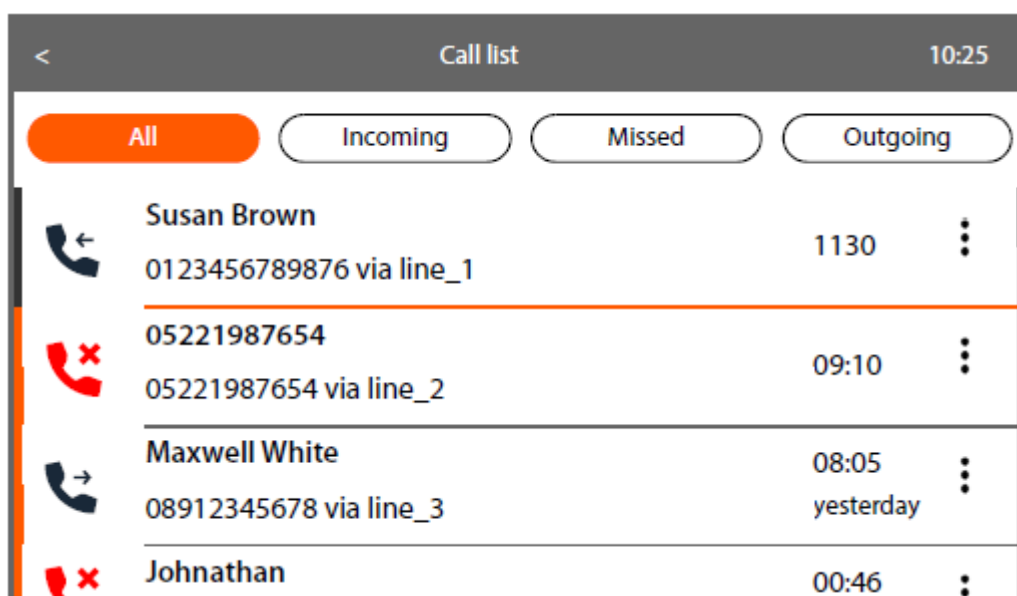 < Call list 10:25
All Incoming Missed Outgoing
Susan Brown
0123456789876 via line_1
1130
05221987654
05221987654 via line_2
09:10
Maxwell White
08912345678 via line_3
08:05
yesterday
Johnathan
00:46